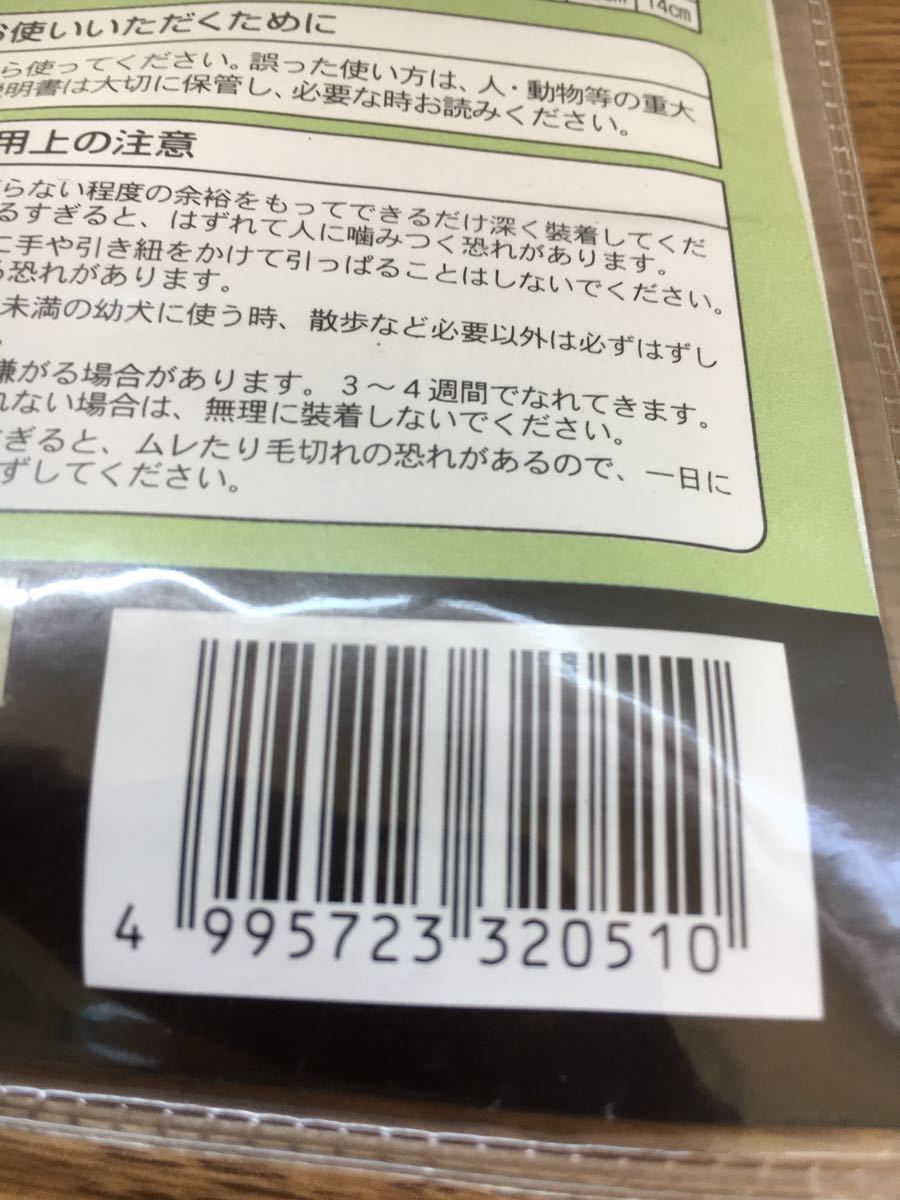 14cm
お使いいただくために
ら使ってください。誤った使い方は、人・動物等の重大
説明書は大切に保管し、必要な時お読みください。
用上の注意
らない程度の余裕をもってできるだけ深く装着してくだ
るすぎると、はずれて人に噛みつく恐れがあります。
に手や引き紐をかけて引っぱることはしないでください。
る恐れがあります。
未満の幼犬に使う時、散歩など必要以外は必ずはずし
嫌がる場合があります。3〜4週間でなれてきます。
れない場合は、無理に装着しないでください。
すぎると、ムレたり毛切れの恐れがあるので、一日に
ずしてください。
4 995723 320510